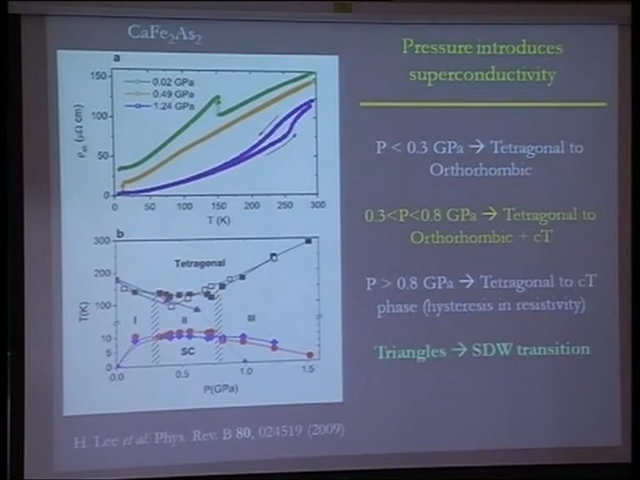 CaFe₂As₂
Pressure introduces
superconductivity
a
150
100
50
0
0.02 GPa
0.49 GPa
1.24 GPa
50
100
150
200
250
300
T (K)
P < 0.3 GPa → Tetragonal to
Orthorhombic
0.3<P<0.8 GPa → Tetragonal to
Orthorhombic + cT
P > 0.8 GPa → Tetragonal to cT
phase (hysteresis in resistivity)
Triangles → SDW transition
b
300
200
100
10
5
0
T(K)
Tetragonal
I
II
III
SC
0.0
0.5
1.0
1.5
P(GPa)
H. Lee et al. Phys. Rev. B 80, 024519 (2009)